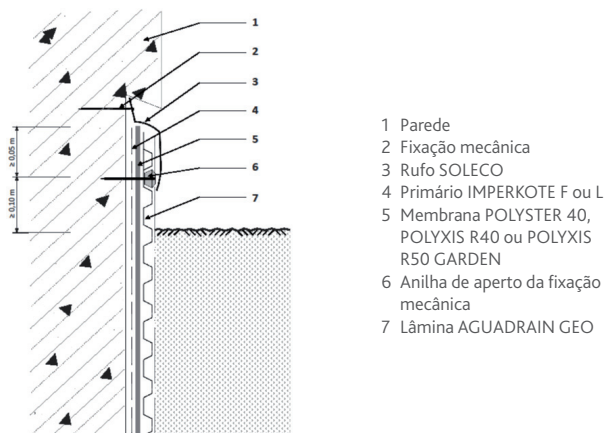 1
2
3
4
5
6
7
≥ 0,05 m
≥ 0,10 m
1 Parede
2 Fixação mecânica
3 Rufo SOLECO
4 Primário IMPERKOTE F ou L
5 Membrana POLYSTER 40,
POLYXIS R40 ou POLYXIS
R50 GARDEN
6 Anilha de aperto da fixação
mecânica
7 Lâmina AGUADRAIN GEO